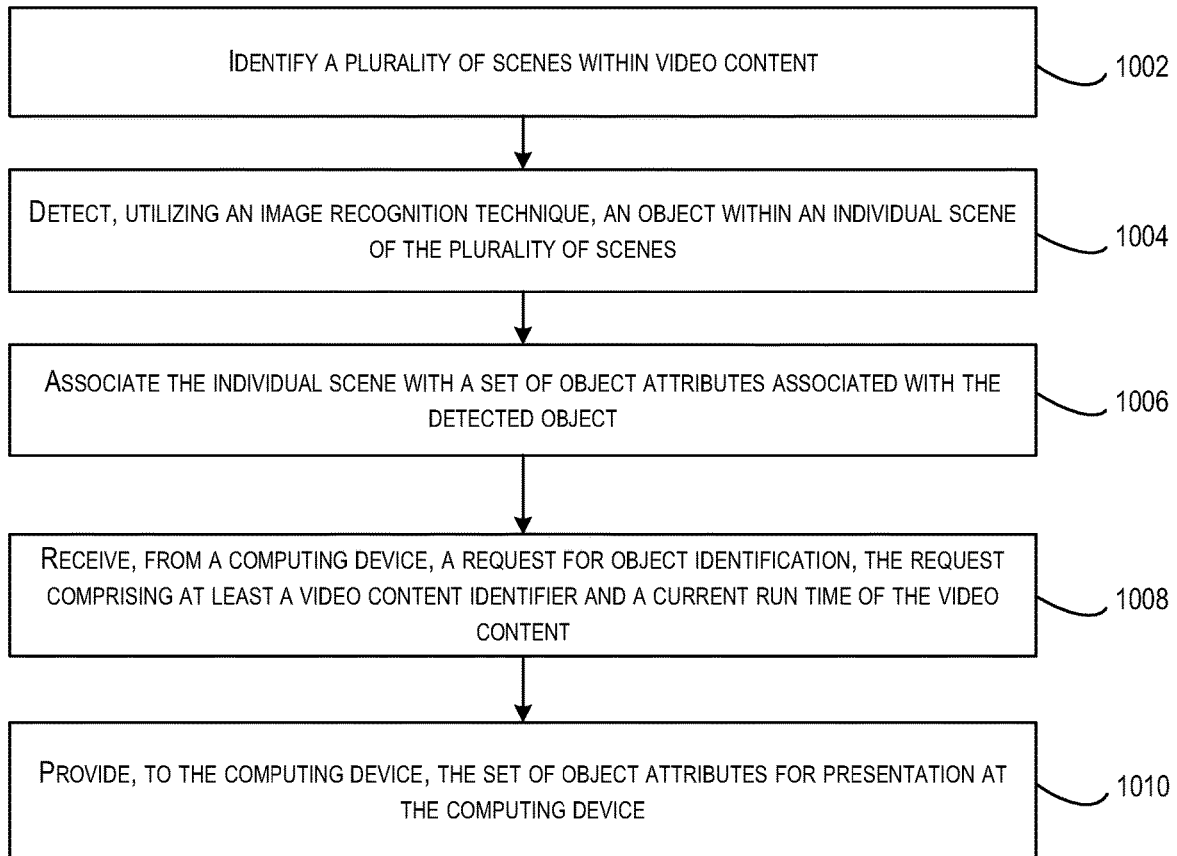 IDENTIFY A PLURALITY OF SCENES WITHIN VIDEO CONTENT
1002
DETECT, UTILIZING AN IMAGE RECOGNITION TECHNIQUE, AN OBJECT WITHIN AN INDIVIDUAL SCENE
OF THE PLURALITY OF SCENES
1004
ASSOCIATE THE INDIVIDUAL SCENE WITH A SET OF OBJECT ATTRIBUTES ASSOCIATED WITH THE
DETECTED OBJECT
1006
RECEIVE, FROM A COMPUTING DEVICE, A REQUEST FOR OBJECT IDENTIFICATION, THE REQUEST
COMPRISING AT LEAST A VIDEO CONTENT IDENTIFIER AND A CURRENT RUN TIME OF THE VIDEO
CONTENT
1008
PROVIDE, TO THE COMPUTING DEVICE, THE SET OF OBJECT ATTRIBUTES FOR PRESENTATION AT
THE COMPUTING DEVICE
1010